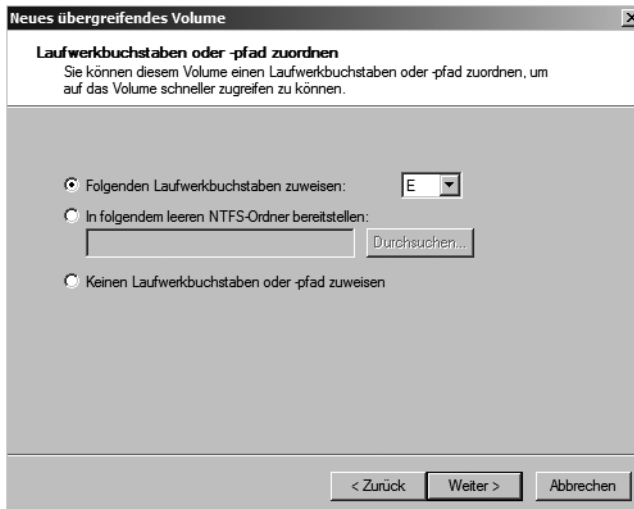 Neues übergreifendes Volume
Laufwerkbuchstaben oder -pfad zuordnen
Sie können diesem Volume einen Laufwerkbuchstaben oder -pfad zuordnen, um
auf das Volume schneller zugreifen zu können.
Folgenden Laufwerkbuchstaben zuweisen: E
In folgendem leeren NTFS-Ordner bereitstellen:
Durchsuchen...
Keinen Laufwerkbuchstaben oder -pfad zuweisen
< Zurück Weiter > Abbrechen